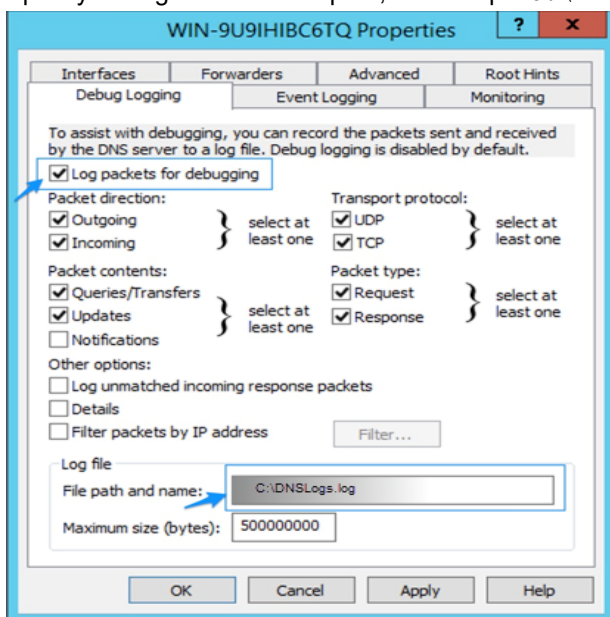 WIN-9U9IHIBC6TQ Properties ? x
Interfaces Forwarders Advanced Root Hints
Debug Logging Event Logging Monitoring
To assist with debugging, you can record the packets sent and received
by the DNS server to a log file. Debug logging is disabled by default.
Log packets for debugging
Packet direction: Transport protocol:
Outgoing } select at UDP } select at
Incoming least one TCP least one
Packet contents: Packet type:
Queries/Transfers } select at Request } select at
Updates least one Response least one
Notifications
Other options:
Log unmatched incoming response packets
Details
Filter packets by IP address Filter...
Log file
File path and name: C:\DNSLogs.log
Maximum size (bytes): 500000000
OK Cancel Apply Help